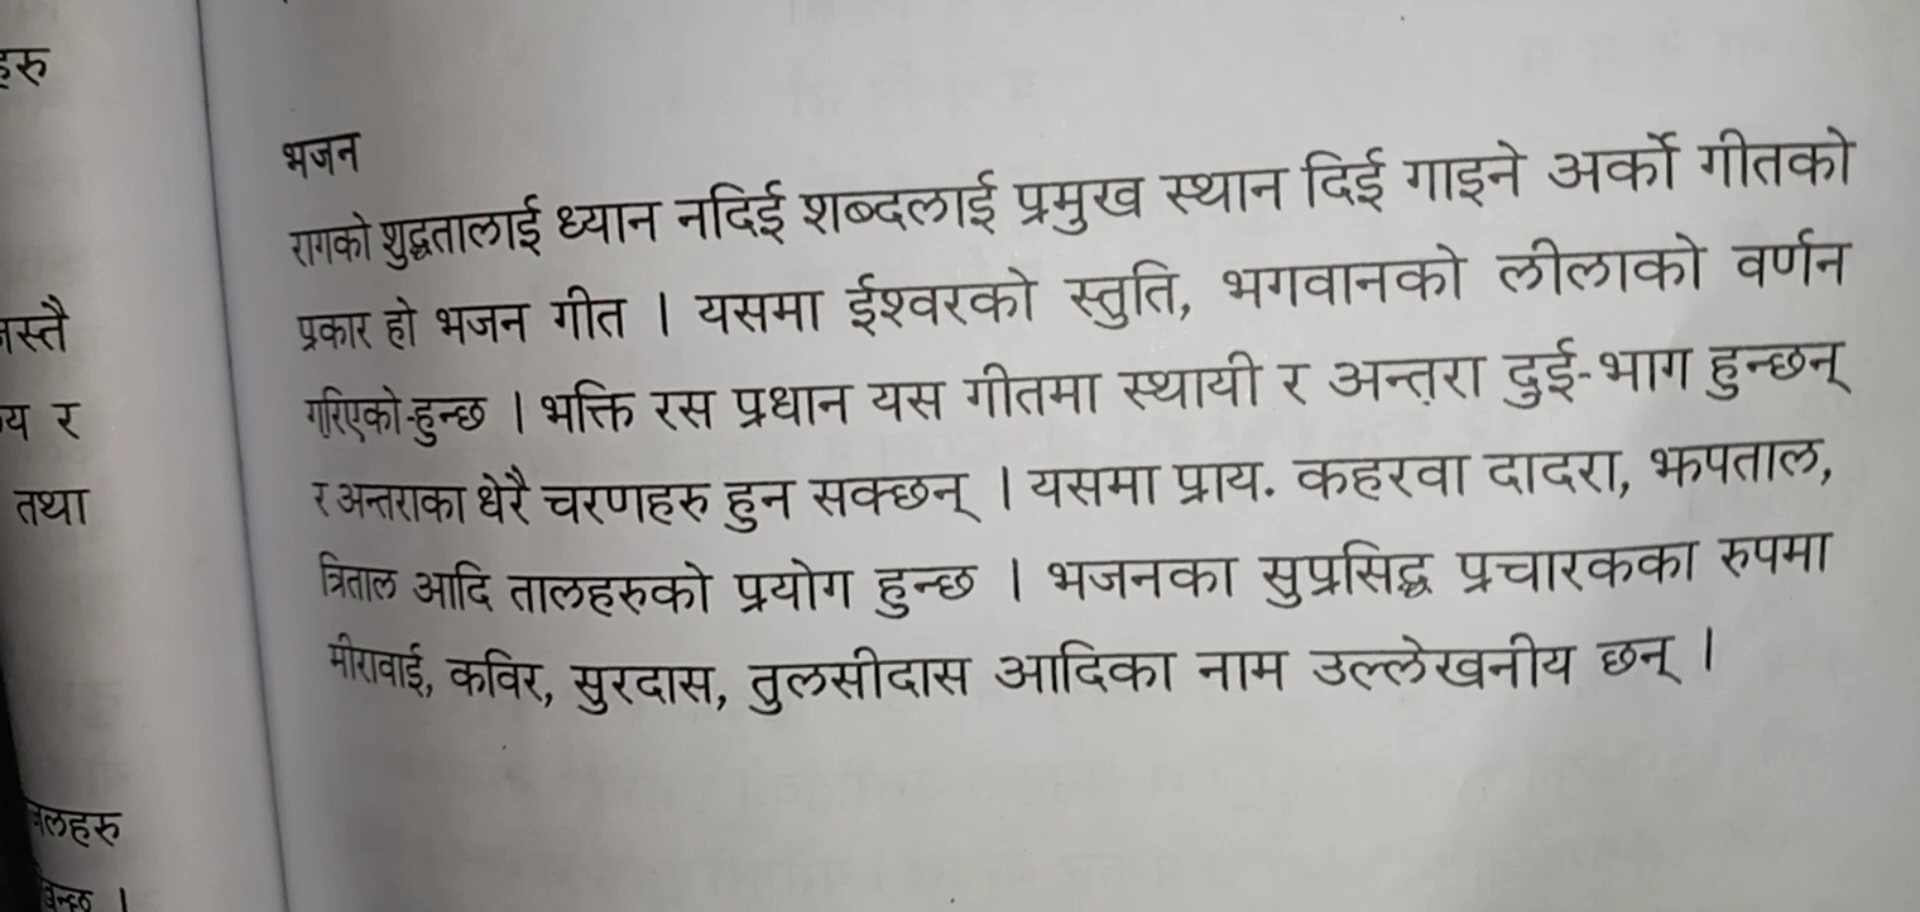 हरु
तथा
भजन
रागको शुद्धतालाई ध्यान नदिई शब्दलाई प्रमुख स्थान दिई गाइने अर्को गीतको
प्रकार हो भजन गीत । यसमा ईश्वरको स्तुति, भगवानको लीलाको वर्णन
गरिएको-हुन्छ । भक्ति रस प्रधान यस गीतमा स्थायी र अन्त़रा दुई-भाग हुन्छन्
र अन्तराका धेरै चरणहरु हुन सक्छन् । यसमा प्राय. कहरवा दादरा, झपताल,
त्रिताल आदि तालहरुको प्रयोग हुन्छ । भजनका सुप्रसिद्ध प्रचारकका रुपमा
मीरावाई, कविर, सुरदास, तुलसीदास आदिका नाम उल्लेखनीय छन् ।